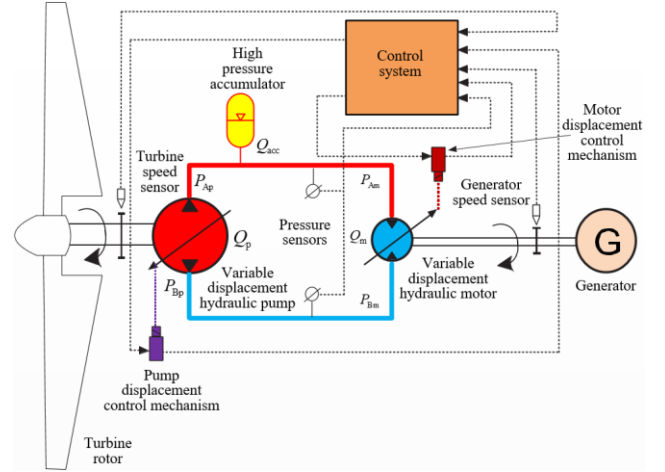 High
pressure
accumulator
Control
system
Motor
displacement
control
mechanism
Q_acc
Turbine
speed
sensor
P_Ap
P_Am
Generator
speed sensor
Pressure
sensors
Q_p
Q_m
G
Generator
P_Bp
Variable
displacement
hydraulic pump
P_Bm
Variable
displacement
hydraulic motor
Pump
displacement
control mechanism
Turbine
rotor